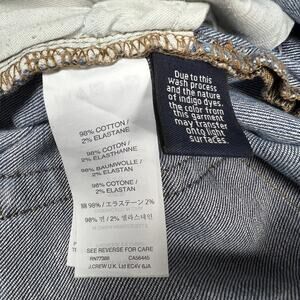 98% COTTON /
2% ELASTANE
98% COTON /
2% ÉLASTHANNE
98% BAUMWOLLE /
2% ELASTAN
98% COTONE /
2% ELASTAN
綿 98% / エラステーン 2%
98% 면 / 2% 엘라스테인
SEE REVERSE FOR CARE
RN77388 CA56445
J.CREW U.K. Ltd EC4V 6JA
Due to this
wash process
and the nature
of indigo dyes,
the color from
this garment
may transfer
onto light
surfaces.